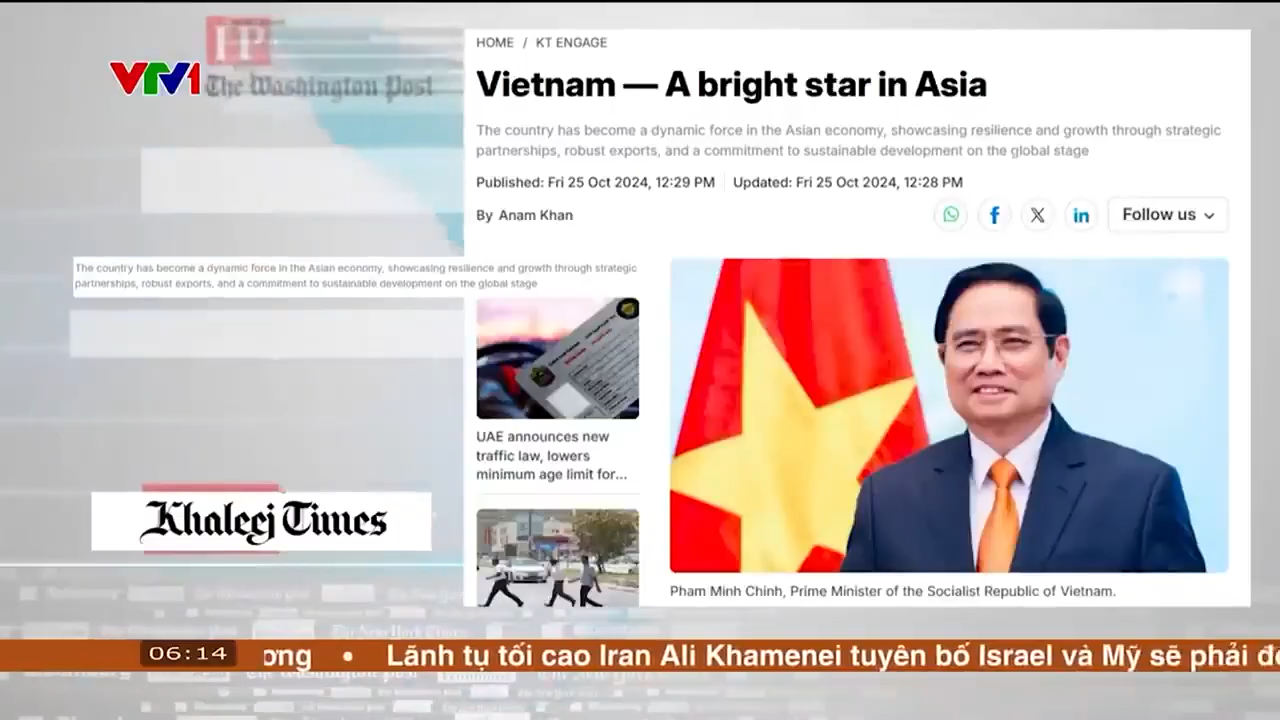 VTV1
The Washington Post
HOME / KT ENGAGE
Vietnam — A bright star in Asia
The country has become a dynamic force in the Asian economy, showcasing resilience and growth through strategic
partnerships, robust exports, and a commitment to sustainable development on the global stage
Published: Fri 25 Oct 2024, 12:29 PM
Updated: Fri 25 Oct 2024, 12:28 PM
By Anam Khan
Follow us
The country has become a dynamic force in the Asian economy, showcasing resilience and growth through strategic
partnerships, robust exports, and a commitment to sustainable development on the global stage
UAE announces new
traffic law, lowers
minimum age limit for...
Khaleej Times
Pham Minh Chinh, Prime Minister of the Socialist Republic of Vietnam.
06:14
ơng • Lãnh tụ tối cao Iran Ali Khamenei tuyên bố Israel và Mỹ sẽ phải
The Washington Post